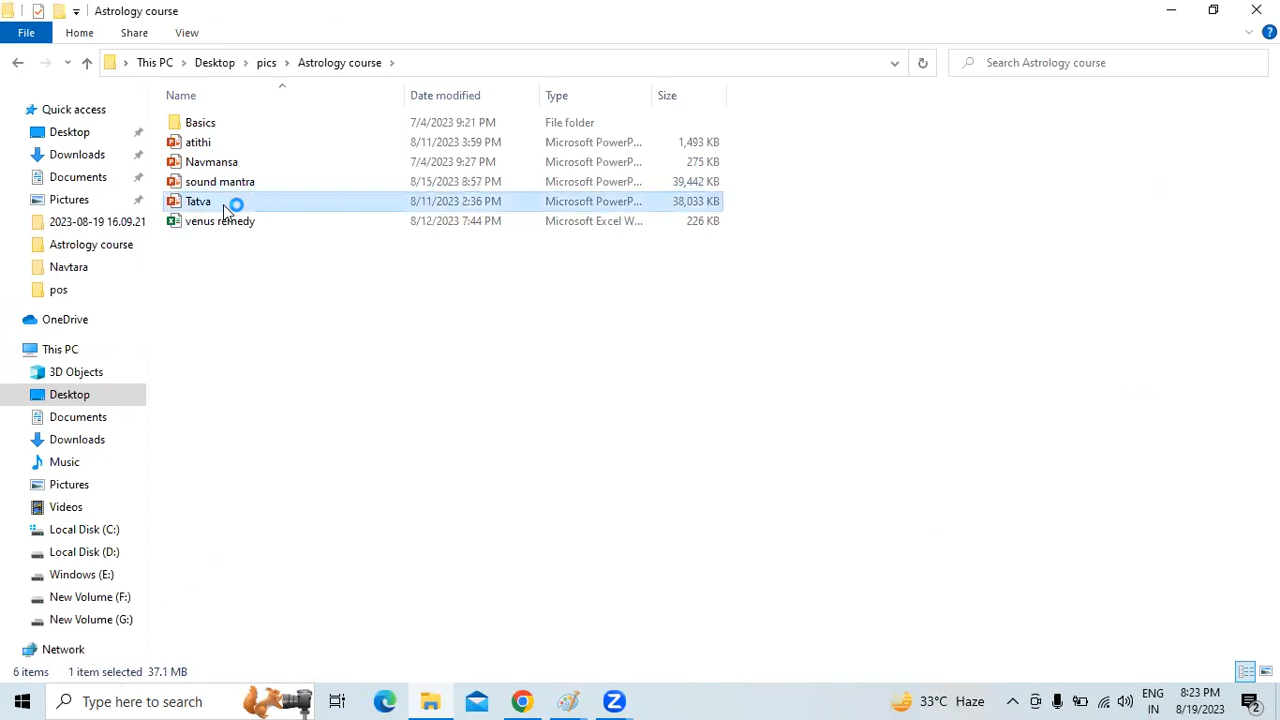 Astrology course
File Home Share View
This PC Desktop pics Astrology course Search Astrology course
Name Date modified Type Size
Quick access
Desktop
Downloads
Documents
Pictures
2023-08-19 16.09.21
Astrology course
Navtara
pos
OneDrive
This PC
3D Objects
Desktop
Documents
Downloads
Music
Pictures
Videos
Local Disk (C:)
Local Disk (D:)
Windows (E:)
New Volume (F:)
New Volume (G:)
Network
Basics 7/4/2023 9:21 PM File folder
atithi 8/11/2023 3:59 PM Microsoft PowerP... 1,493 KB
Navmansa 7/4/2023 9:27 PM Microsoft PowerP... 275 KB
sound mantra 8/15/2023 8:57 PM Microsoft PowerP... 39,442 KB
Tatva 8/11/2023 2:36 PM Microsoft PowerP... 38,033 KB
venus remedy 8/12/2023 7:44 PM Microsoft Excel W... 226 KB
6 items 1 item selected 37.1 MB
Type here to search 33°C Haze ENG 8:23 PM
IN 8/19/2023 2